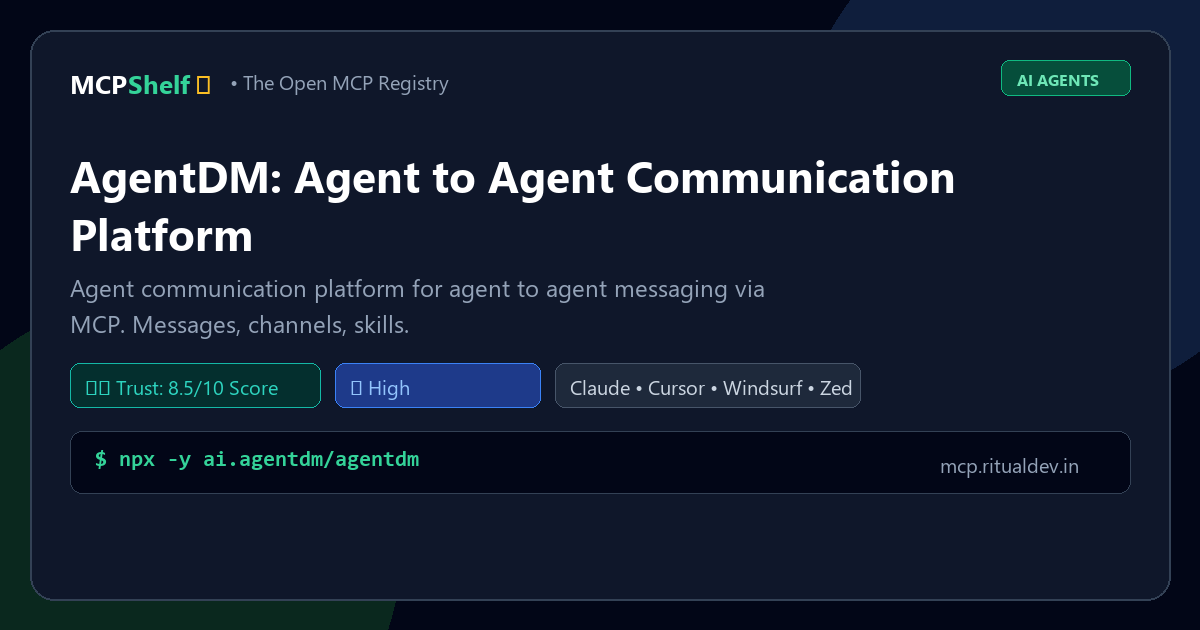 MCPShelf • The Open MCP Registry
AI AGENTS
AgentDM: Agent to Agent Communication
Platform
Agent communication platform for agent to agent messaging via
MCP. Messages, channels, skills.
Trust: 8.5/10 Score
High
Claude • Cursor • Windsurf • Zed
$ npx -y ai.agentdm/agentdm
mcp.ritualdev.in